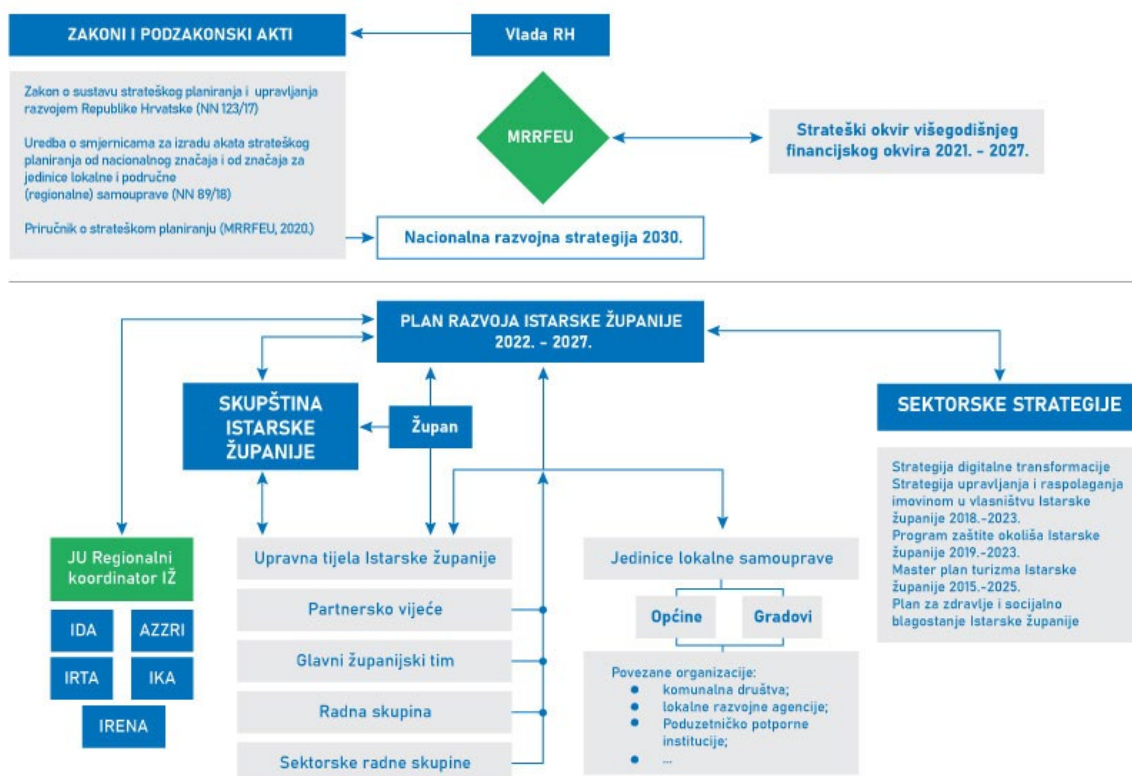 ZAKONI I PODZAKONSKI AKTI
Vlada RH
Zakon o sustavu strateškog planiranja i upravljanja
razvojem Republike Hrvatske (NN 123/17)
Uredba o smjernicama za izradu akata strateškog
planiranja od nacionalnog značaja i od značaja za
jedinice lokalne i područne
(regionalne) samouprave (NN 89/18)
Priručnik o strateškom planiranju (MRRFEU, 2020.)
MRRFEU
Strateški okvir višegodišnjeg
financijskog okvira 2021. - 2027.
Nacionalna razvojna strategija 2030.
PLAN RAZVOJA ISTARSKE ŽUPANIJE
2022. - 2027.
SKUPŠTINA
ISTARSKE
ŽUPANIJE
Župan
SEKTORSKE STRATEGIJE
Strategija digitalne transformacije
Strategija upravljanja i raspolaganja
imovinom u vlasništvu Istarske
županije 2018.-2023.
Program zaštite okoliša Istarske
županije 2019.-2023.
Master plan turizma Istarske
županije 2015.-2025.
Plan za zdravlje i socijalno
blagostanje Istarske županije
JU Regionalni
koordinator IŽ
IDA
AZZRI
IRTA
IKA
IRENA
Upravna tijela Istarske županije
Partnersko vijeće
Glavni županijski tim
Radna skupina
Sektorske radne skupine
Jedinice lokalne samouprave
Općine
Gradovi
Povezane organizacije:
● komunalna društva;
● lokalne razvojne agencije;
● Poduzetničko potporne
institucije;
● ...